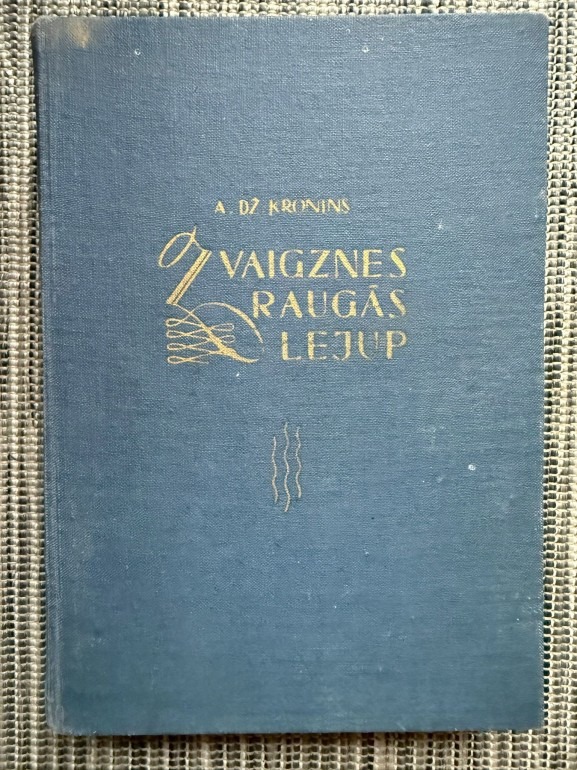 A. DŽ KRONINS
ZVAIGZNES
RAUGĀS
LEJUP